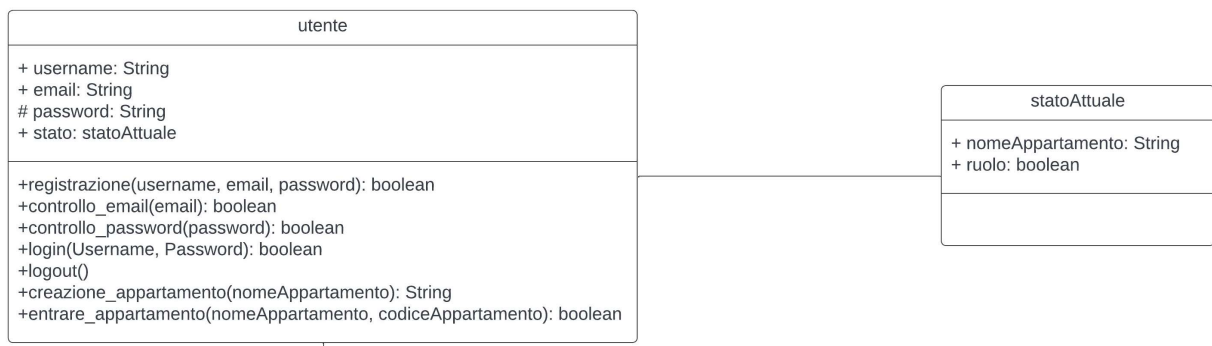 utente
+ username: String
+ email: String
# password: String
+ stato: statoAttuale
+registrazione(username, email, password): boolean
+controllo_email(email): boolean
+controllo_password(password): boolean
+login(Username, Password): boolean
+logout()
+creazione_appartamento(nomeAppartamento): String
+entrare_appartamento(nomeAppartamento, codiceAppartamento): boolean
statoAttuale
+ nomeAppartamento: String
+ ruolo: boolean